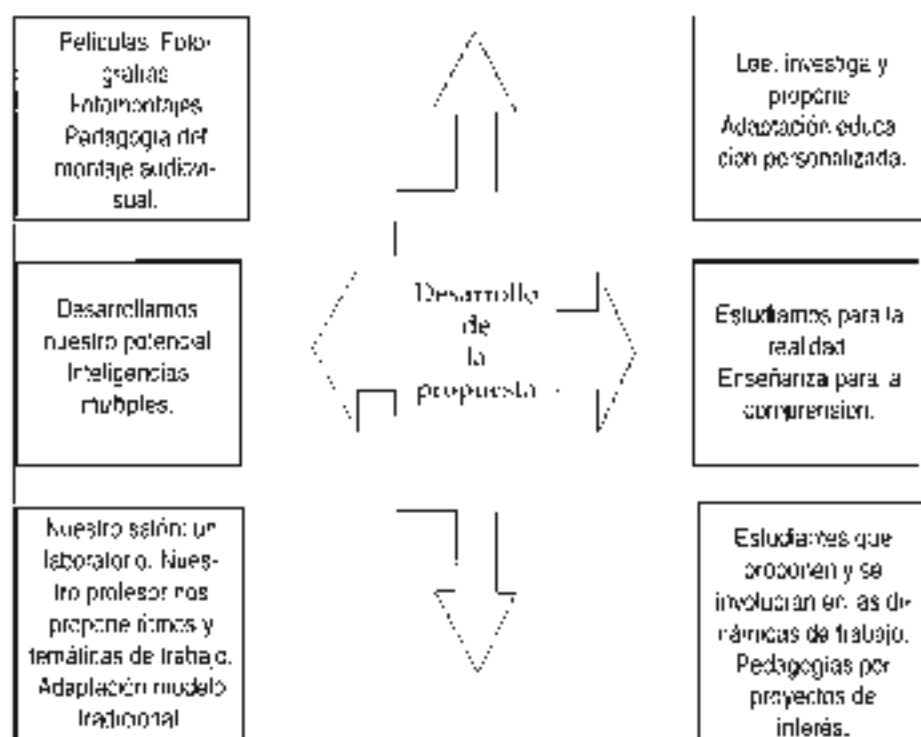 Películas. Foto-
grafías
Fotomontajes
Pedagogía del
montaje audiovi-
sual.
Lee, investiga y
propone
Adaptación educa-
ción personalizada.
Desarrollamos
nuestro potencial
Inteligencias
múltiples.
Desarrollo
de
la
propuesta
Estudiamos para la
realidad
Enseñanza para la
comprensión.
Nuestro salón: un
laboratorio. Nues-
tro profesor nos
propone ritmos y
temáticas de trabajo.
Adaptación modelo
tradicional
Estudiantes que
proponen y se
involucran en las di-
námicas de trabajo.
Pedagogías por
proyectos de
interés.